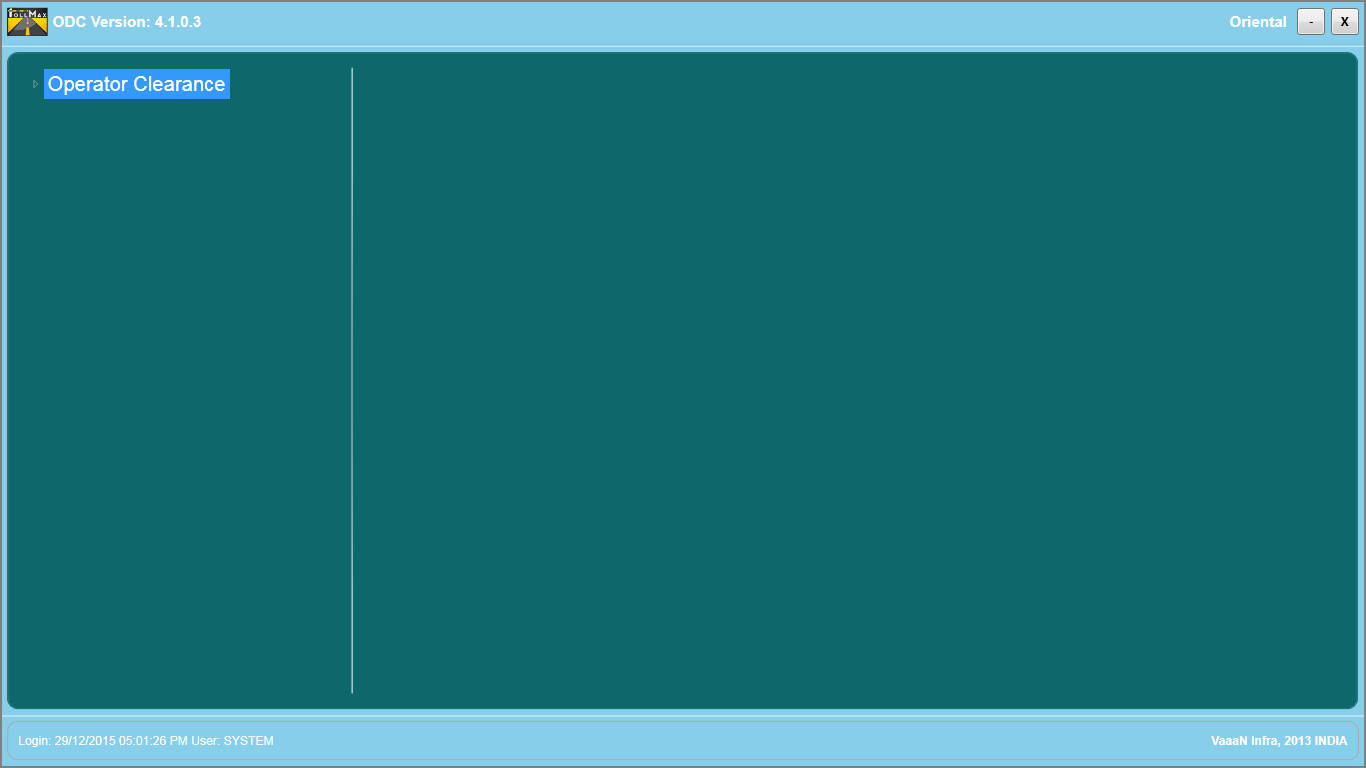 TOLLMAX
ODC Version: 4.1.0.3
Oriental
-
X
Operator Clearance
Login: 29/12/2015 05:01:26 PM User: SYSTEM
VaaaN Infra, 2013 INDIA